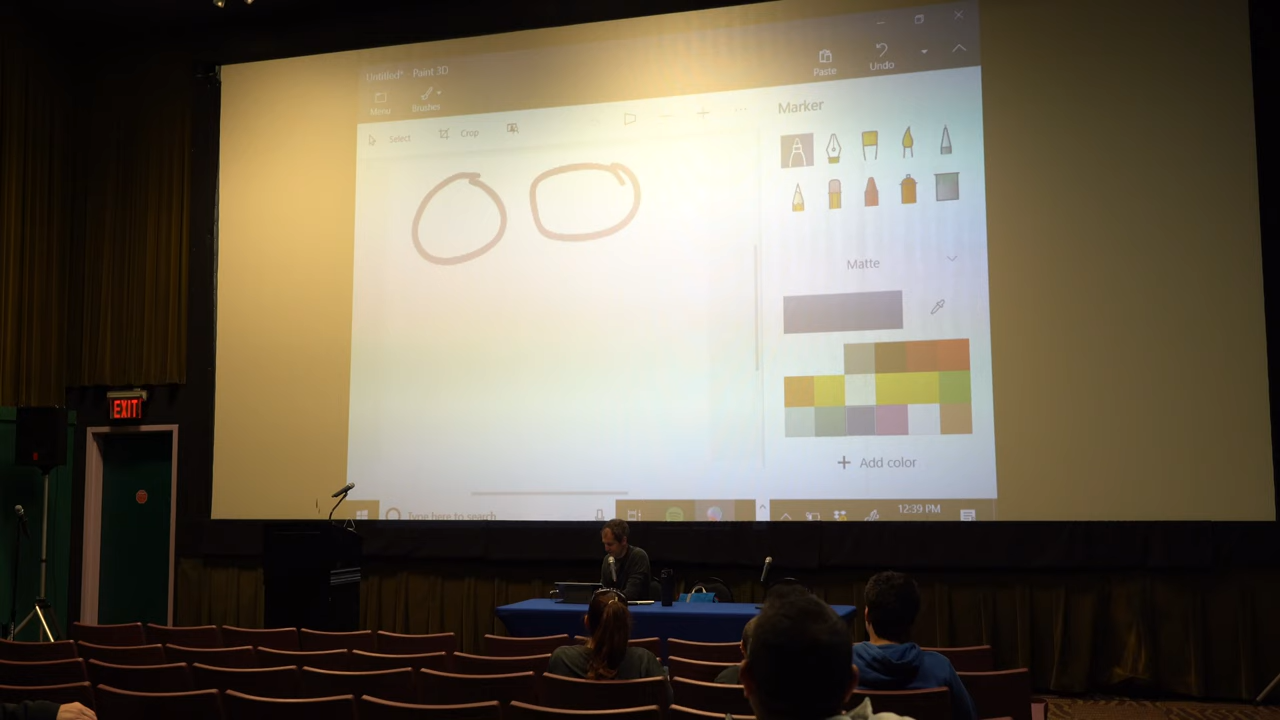 Untitled* Paint 3D
Menu
Brushes
Paste
Undo
Select
Crop
Marker
Matte
+ Add color
Type here to search
12:39 PM
EXIT